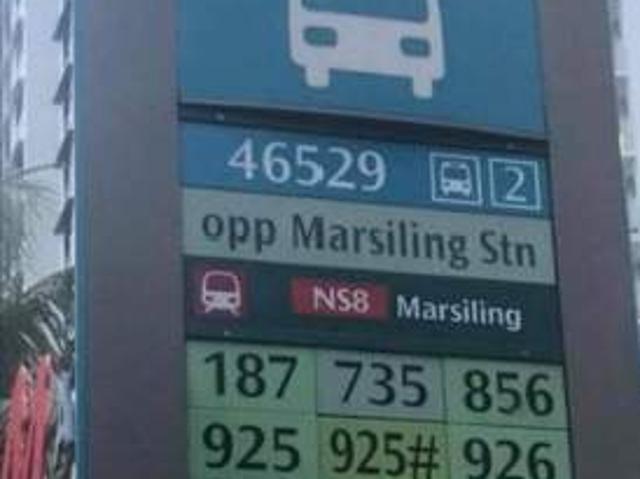 46529 2
opp Marsiling Stn
NS8 Marsiling
187 735 856
925 925# 926